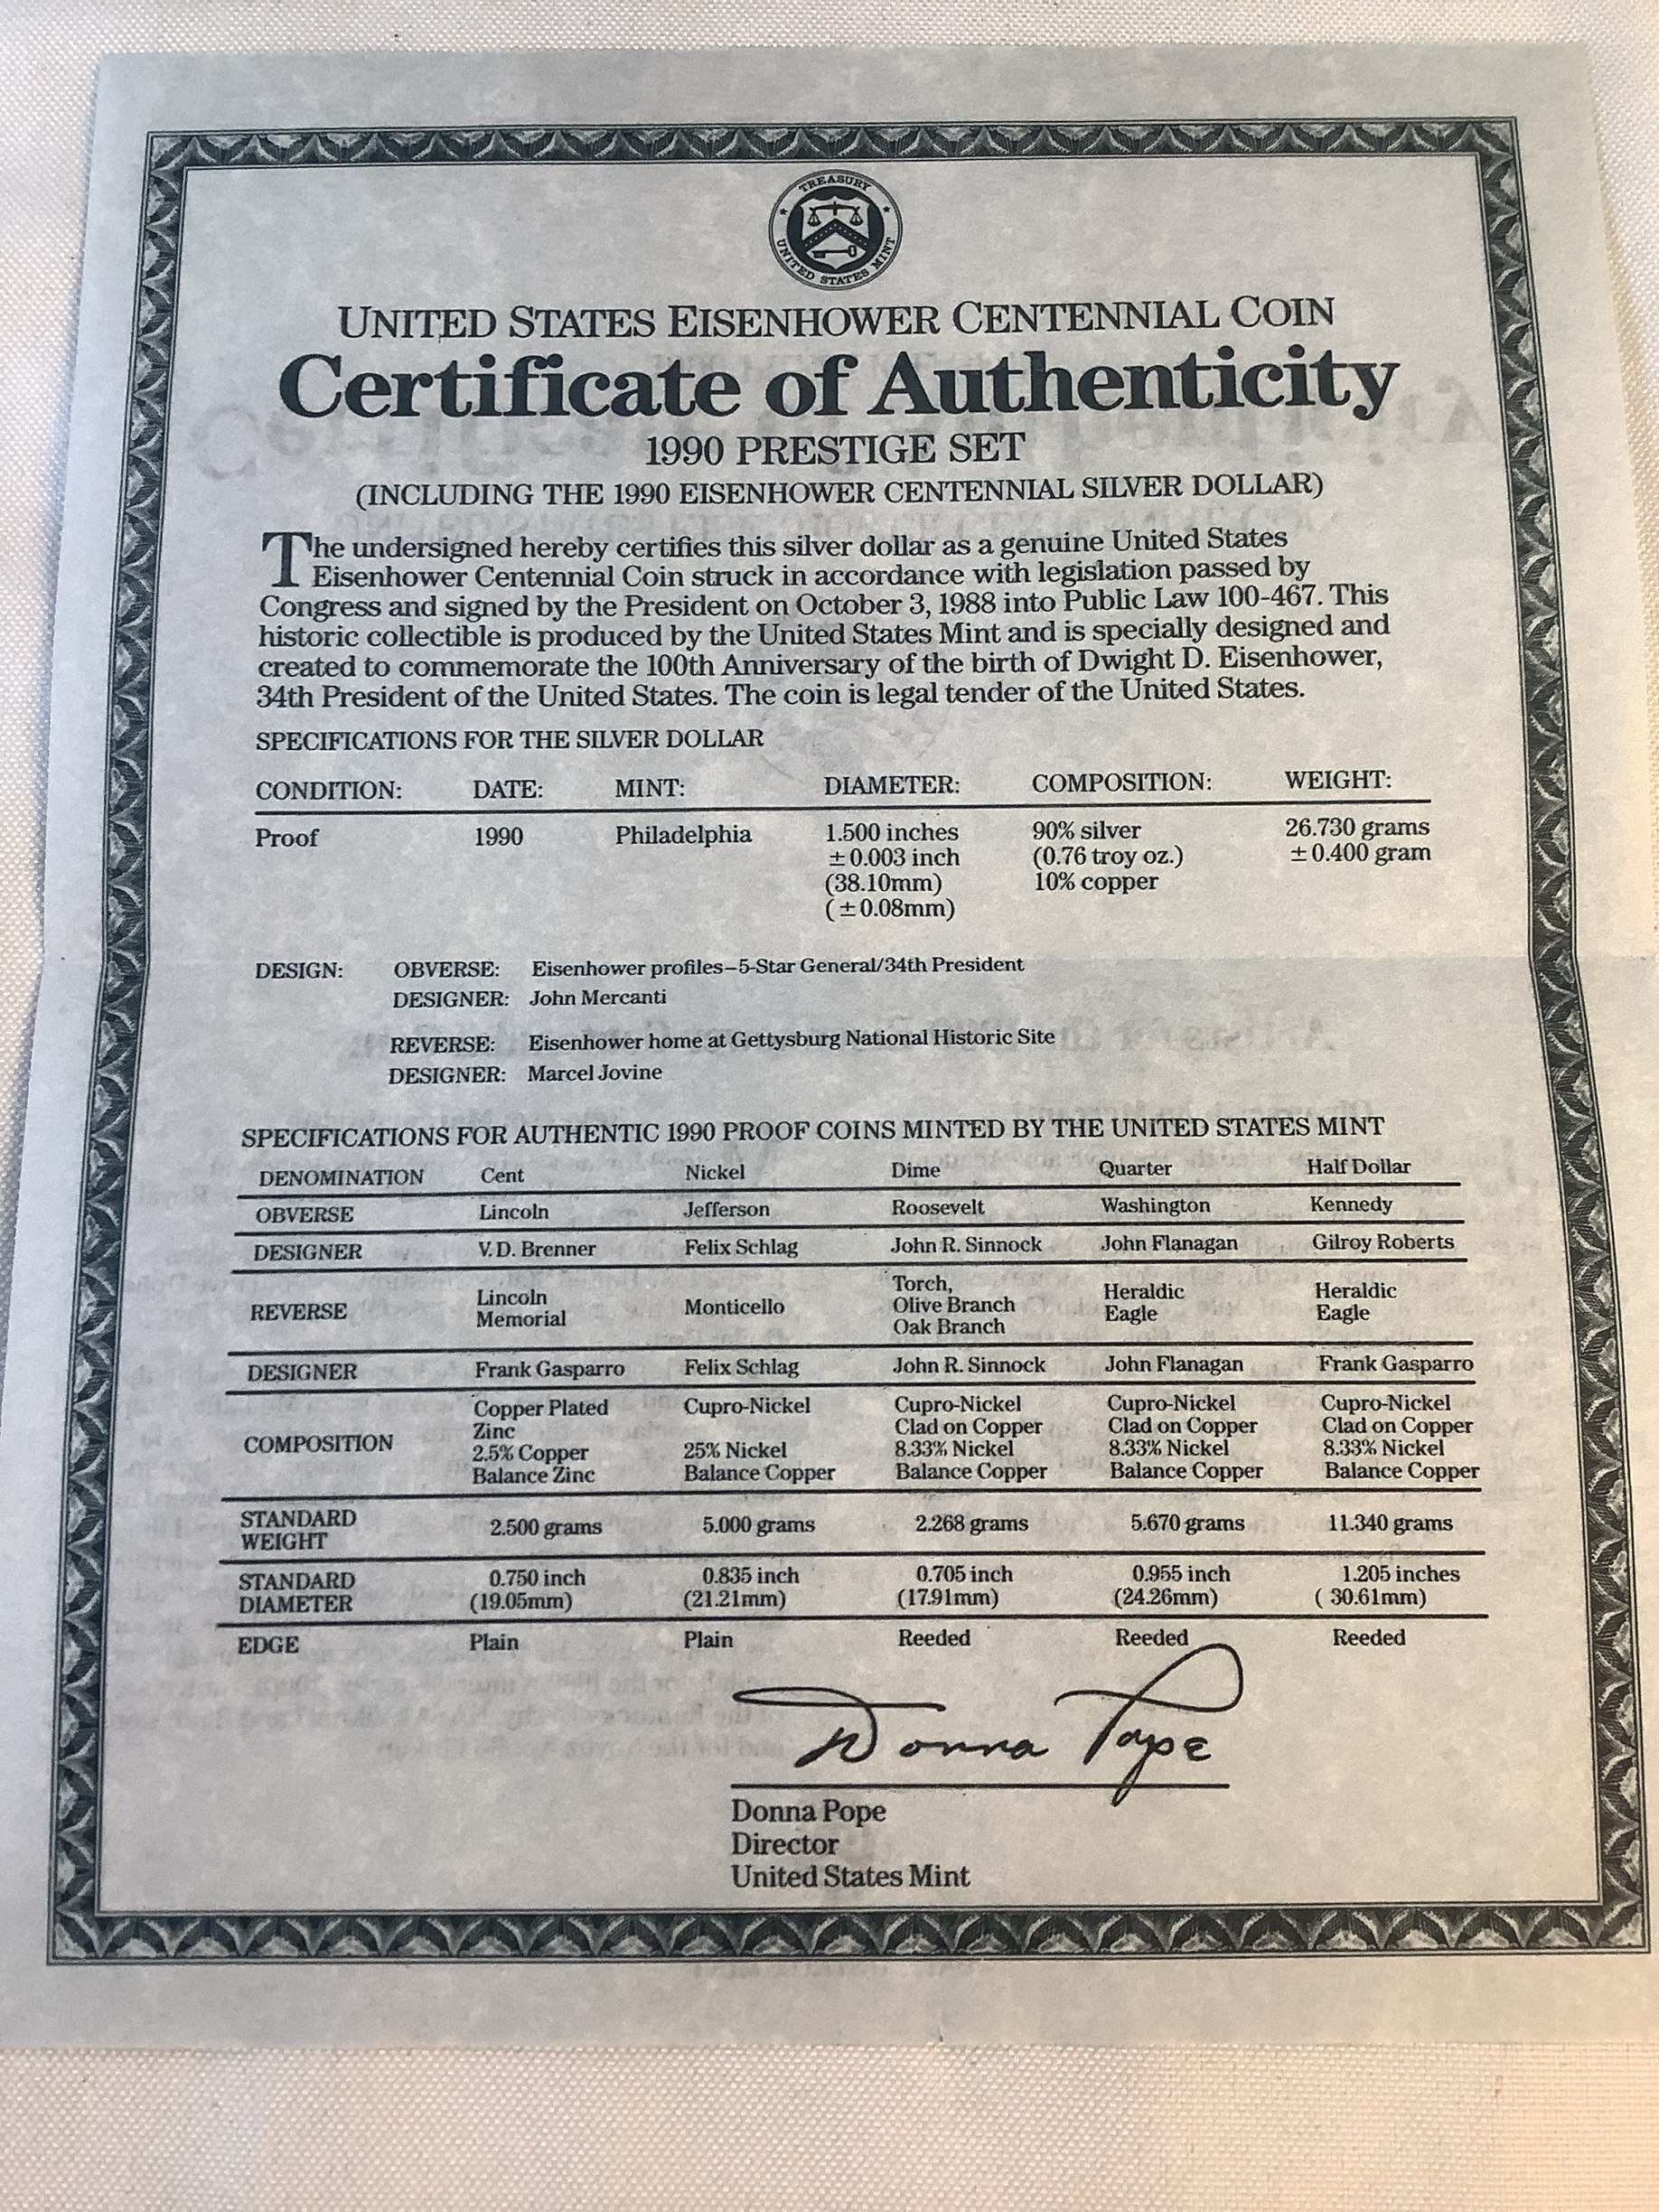 TREASURY
UNITED STATES MINT
UNITED STATES EISENHOWER CENTENNIAL COIN
Certificate of Authenticity
1990 PRESTIGE SET
(INCLUDING THE 1990 EISENHOWER CENTENNIAL SILVER DOLLAR)
The undersigned hereby certifies this silver dollar as a genuine United States
Eisenhower Centennial Coin struck in accordance with legislation passed by
Congress and signed by the President on October 3, 1988 into Public Law 100-467. This
historic collectible is produced by the United States Mint and is specially designed and
created to commemorate the 100th Anniversary of the birth of Dwight D. Eisenhower,
34th President of the United States. The coin is legal tender of the United States.
SPECIFICATIONS FOR THE SILVER DOLLAR
CONDITION: DATE: MINT: DIAMETER: COMPOSITION: WEIGHT:
Proof 1990 Philadelphia 1.500 inches 90% silver 26.730 grams
±0.003 inch (0.76 troy oz.) ±0.400 gram
(38.10mm) 10% copper
(±0.08mm)
DESIGN: OBVERSE: Eisenhower profiles–5-Star General/34th President
DESIGNER: John Mercanti
REVERSE: Eisenhower home at Gettysburg National Historic Site
DESIGNER: Marcel Jovine
SPECIFICATIONS FOR AUTHENTIC 1990 PROOF COINS MINTED BY THE UNITED STATES MINT
DENOMINATION Cent Nickel Dime Quarter Half Dollar
OBVERSE Lincoln Jefferson Roosevelt Washington Kennedy
DESIGNER V.D. Brenner Felix Schlag John R. Sinnock John Flanagan Gilroy Roberts
REVERSE Lincoln Memorial Monticello Torch, Olive Branch Oak Branch Heraldic Eagle Heraldic Eagle
DESIGNER Frank Gasparro Felix Schlag John R. Sinnock John Flanagan Frank Gasparro
COMPOSITION Copper Plated Zinc 2.5% Copper Balance Zinc Cupro-Nickel 25% Nickel Balance Copper Cupro-Nickel Clad on Copper 8.33% Nickel Balance Copper Cupro-Nickel Clad on Copper 8.33% Nickel Balance Copper Cupro-Nickel Clad on Copper 8.33% Nickel Balance Copper
STANDARD WEIGHT 2.500 grams 5.000 grams 2.268 grams 5.670 grams 11.340 grams
STANDARD DIAMETER 0.750 inch (19.05mm) 0.835 inch (21.21mm) 0.705 inch (17.91mm) 0.955 inch (24.26mm) 1.205 inches (30.61mm)
EDGE Plain Plain Reeded Reeded Reeded
Donna Pope
Donna Pope
Director
United States Mint